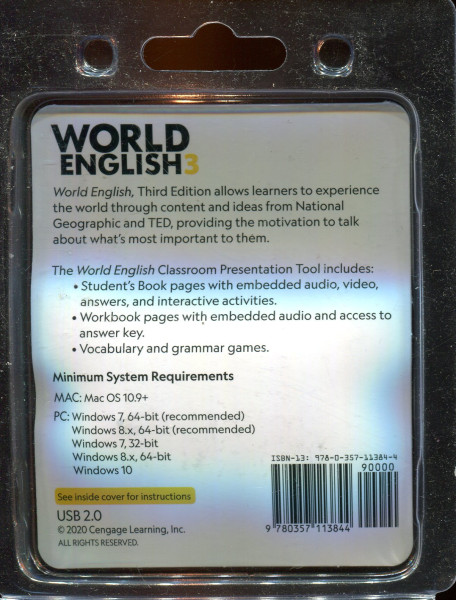 WORLD
ENGLISH3
World English, Third Edition allows learners to experience
the world through content and ideas from National
Geographic and TED, providing the motivation to talk
about what's most important to them.
The World English Classroom Presentation Tool includes:
• Student's Book pages with embedded audio, video,
answers, and interactive activities.
• Workbook pages with embedded audio and access to
answer key.
• Vocabulary and grammar games.
Minimum System Requirements
MAC: Mac OS 10.9+
PC: Windows 7, 64-bit (recommended)
Windows 8.x, 64-bit (recommended)
Windows 7, 32-bit
Windows 8.x, 64-bit
Windows 10
ISBN-13: 978-0-357-11384-4
90000
See inside cover for instructions
USB 2.0
© 2020 Cengage Learning, Inc.
ALL RIGHTS RESERVED.
9 780357 113844